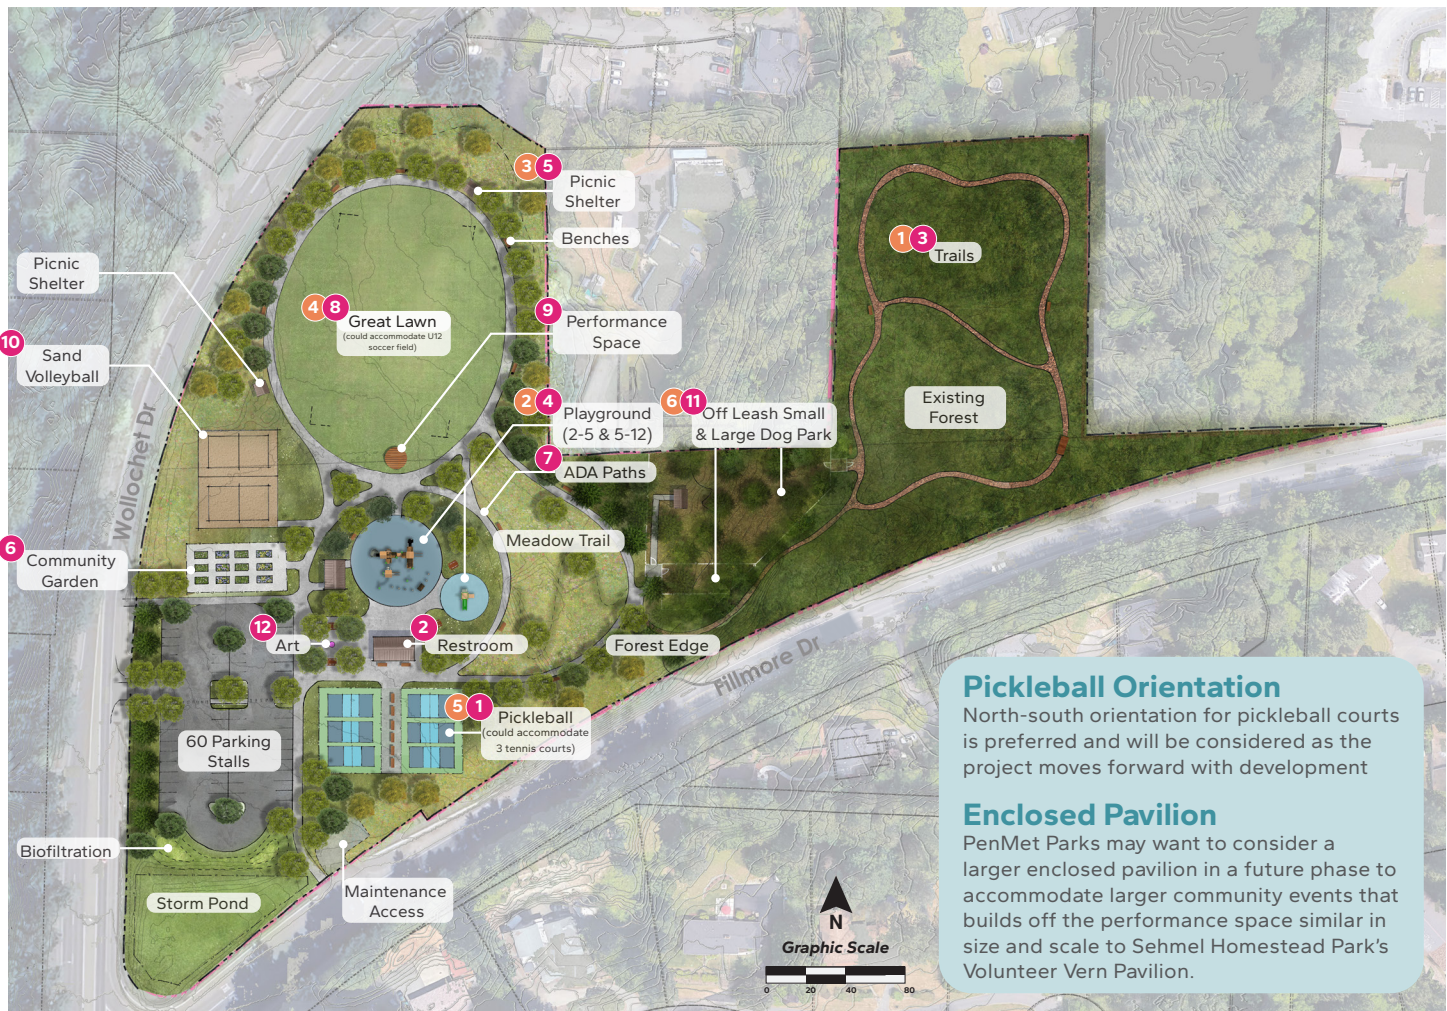 3 5
Picnic
Shelter
Benches
1 3
Trails
Picnic
Shelter
4 8
Great Lawn
(could accommodate U12
soccer field)
9
Performance
Space
10
Sand
Volleyball
2 4
Playground
(2-5 & 5-12)
6 11
Off Leash Small
& Large Dog Park
Existing
Forest
Wollochet Dr
7
ADA Paths
Meadow Trail
6
Community
Garden
12
Art
2
Restroom
Forest Edge
Fillmore Dr
5 1
Pickleball
(could accommodate
3 tennis courts)
60 Parking
Stalls
Biofiltration
Maintenance
Access
Storm Pond
N
Graphic Scale
0 20 40 80
Pickleball Orientation
North-south orientation for pickleball courts
is preferred and will be considered as the
project moves forward with development
Enclosed Pavilion
PenMet Parks may want to consider a
larger enclosed pavilion in a future phase to
accommodate larger community events that
builds off the performance space similar in
size and scale to Sehmel Homestead Park's
Volunteer Vern Pavilion.